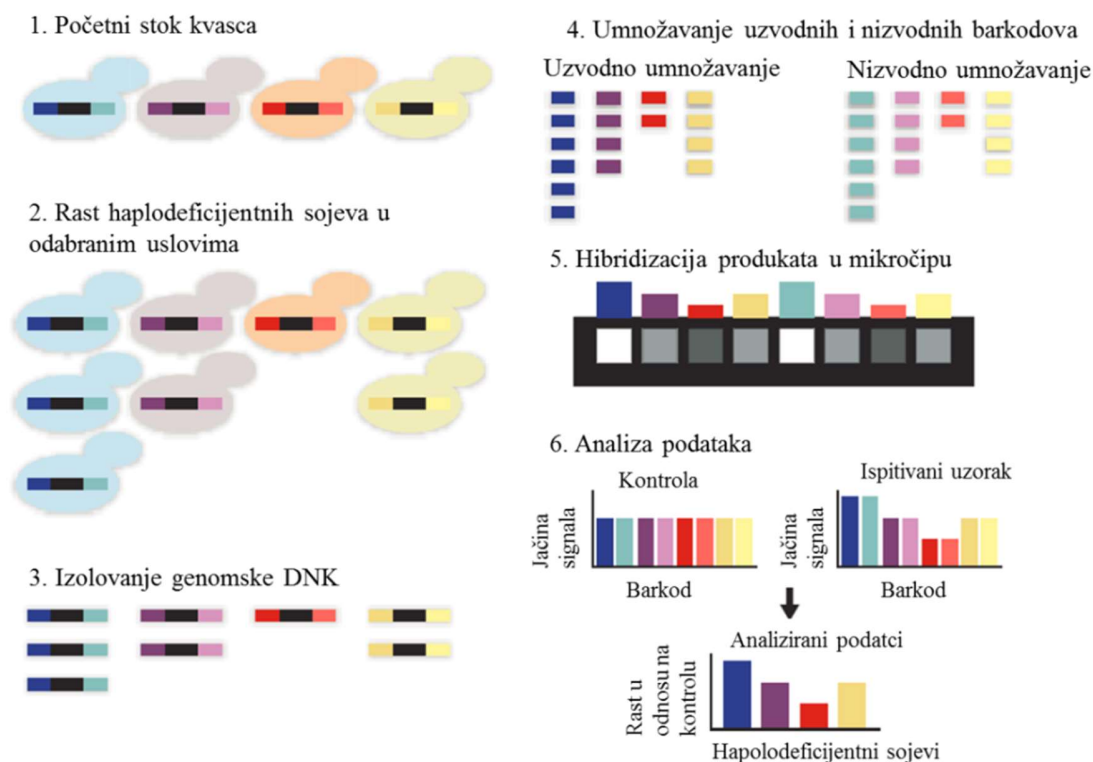 1. Početni stok kvasca
2. Rast haplodeficijentnih sojeva u
odabranim uslovima
3. Izolovanje genomske DNK
4. Umnožavanje uzvodnih i nizvodnih barkodova
Uzvodno umnožavanje
Nizvodno umnožavanje
5. Hibridizacija produkata u mikročipu
6. Analiza podataka
Kontrola
Jačina
signala
Barkod
Ispitivani uzorak
Jačina
signala
Barkod
Analizirani podatci
Rast u
odnosu na
kontrolu
Hapolodeficijentni sojevi